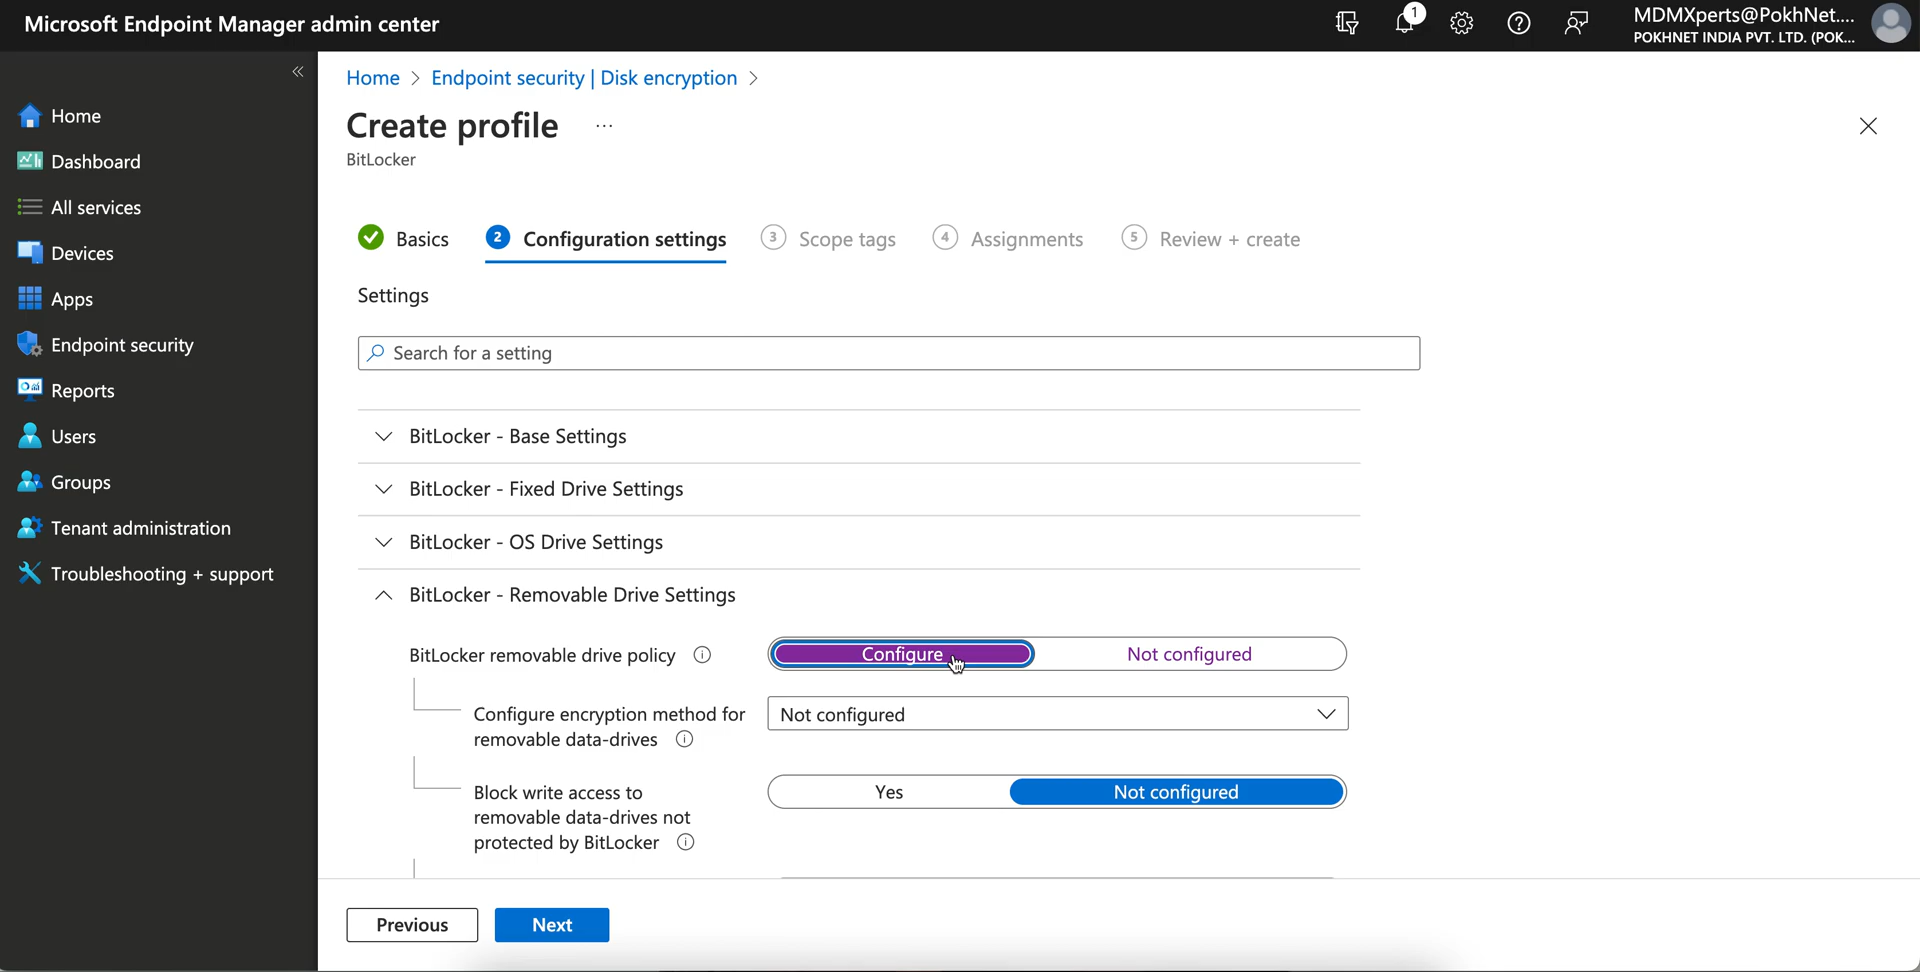 Microsoft Endpoint Manager admin center
1
MDMXperts@PokhNet....
POKHNET INDIA PVT. LTD. (POK...
«
Home
Dashboard
All services
Devices
Apps
Endpoint security
Reports
Users
Groups
Tenant administration
Troubleshooting + support
Home > Endpoint security | Disk encryption >
Create profile ...
BitLocker
Basics
2 Configuration settings
3 Scope tags
4 Assignments
5 Review + create
Settings
Search for a setting
BitLocker - Base Settings
BitLocker - Fixed Drive Settings
BitLocker - OS Drive Settings
BitLocker - Removable Drive Settings
BitLocker removable drive policy
Configure
Not configured
Configure encryption method for
removable data-drives
Not configured
Block write access to
removable data-drives not
protected by BitLocker
Yes
Not configured
Previous
Next